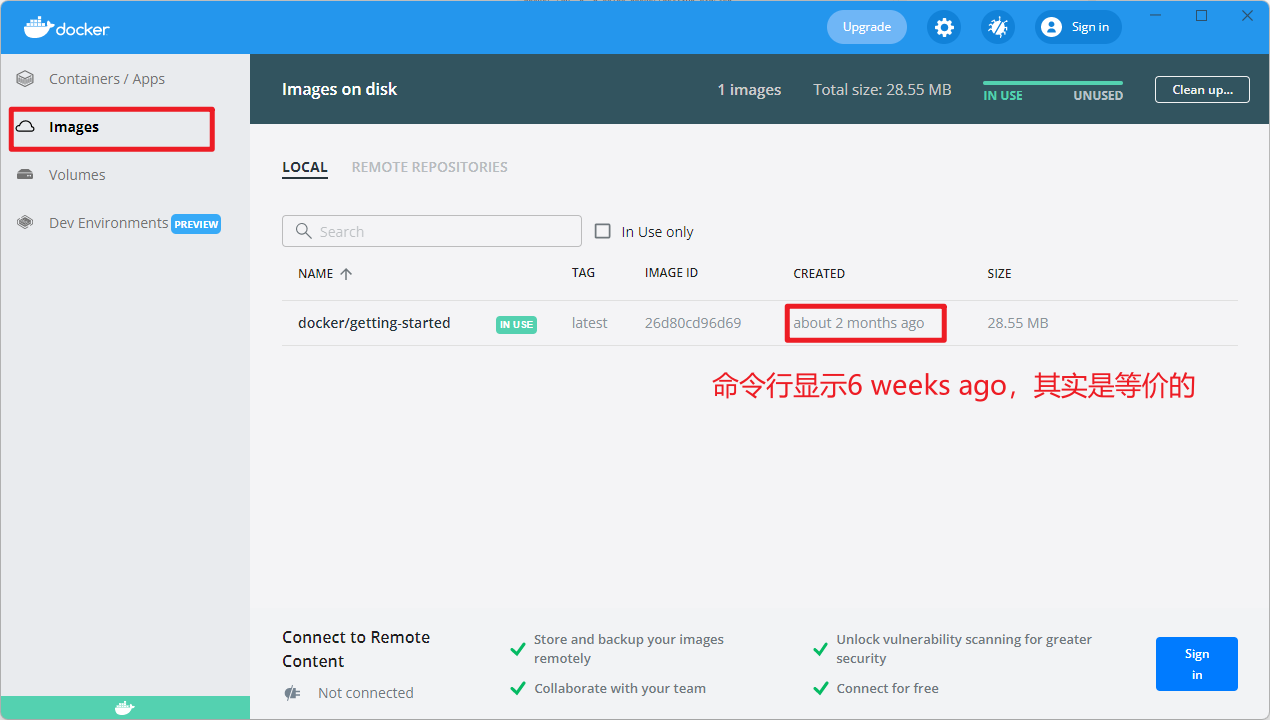 docker
Upgrade
Sign in
Containers / Apps
Images
Volumes
Dev Environments PREVIEW
Images on disk
1 images
Total size: 28.55 MB
IN USE
UNUSED
Clean up...
LOCAL
REMOTE REPOSITORIES
Search
In Use only
NAME
TAG
IMAGE ID
CREATED
SIZE
docker/getting-started
IN USE
latest
26d80cd96d69
about 2 months ago
28.55 MB
命令行显示6 weeks ago，其实是等价的
Connect to Remote
Content
Not connected
Store and backup your images
remotely
Collaborate with your team
Unlock vulnerability scanning for greater
security
Connect for free
Sign
in